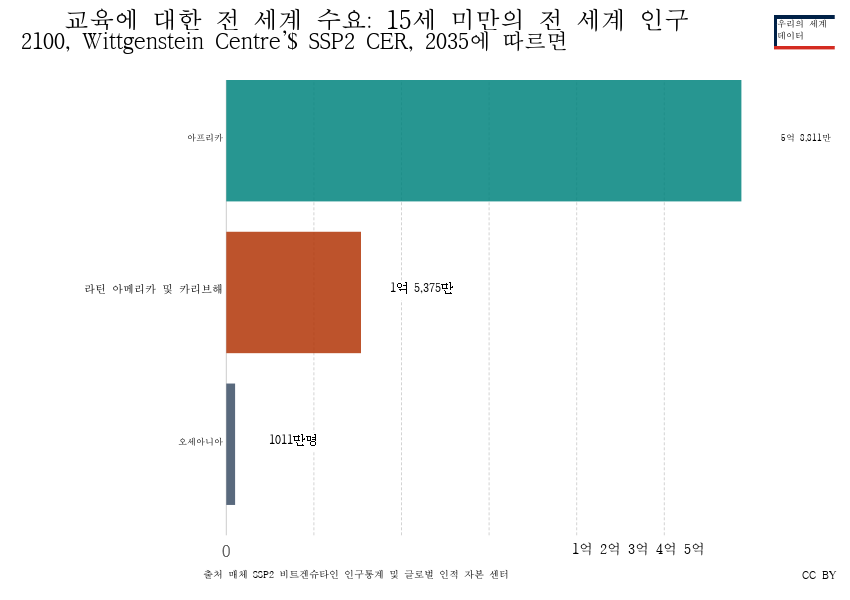 교육에 대한 전 세계 수요: 15세 미만의 전 세계 인구
2100, Wittgenstein Centre's SSP2 CER, 2035에 따르면
우리의 세계
데이터
아프리카
5억 8,811만
라틴 아메리카 및 카리브해
1억 5,375만
오세아니아
1011만명
0
1억 2억 3억 4억 5억
출처 매체 SSP2 비트겐슈타인 인구통계 및 글로벌 인적 자본 센터
CC BY